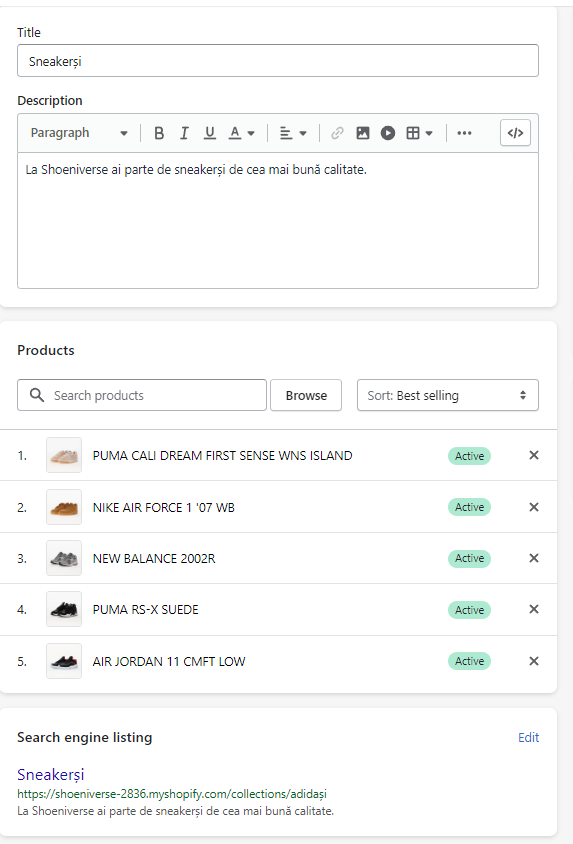 Title
Sneakerși
Description
Paragraph B I U A </>
La Shoeniverse ai parte de sneakerși de cea mai bună calitate.
Products
Search products Browse Sort: Best selling
1. PUMA CALI DREAM FIRST SENSE WNS ISLAND Active
2. NIKE AIR FORCE 1 '07 WB Active
3. NEW BALANCE 2002R Active
4. PUMA RS-X SUEDE Active
5. AIR JORDAN 11 CMFT LOW Active
Search engine listing Edit
Sneakerși
https://shoeniverse-2836.myshopify.com/collections/adidași
La Shoeniverse ai parte de sneakerși de cea mai bună calitate.